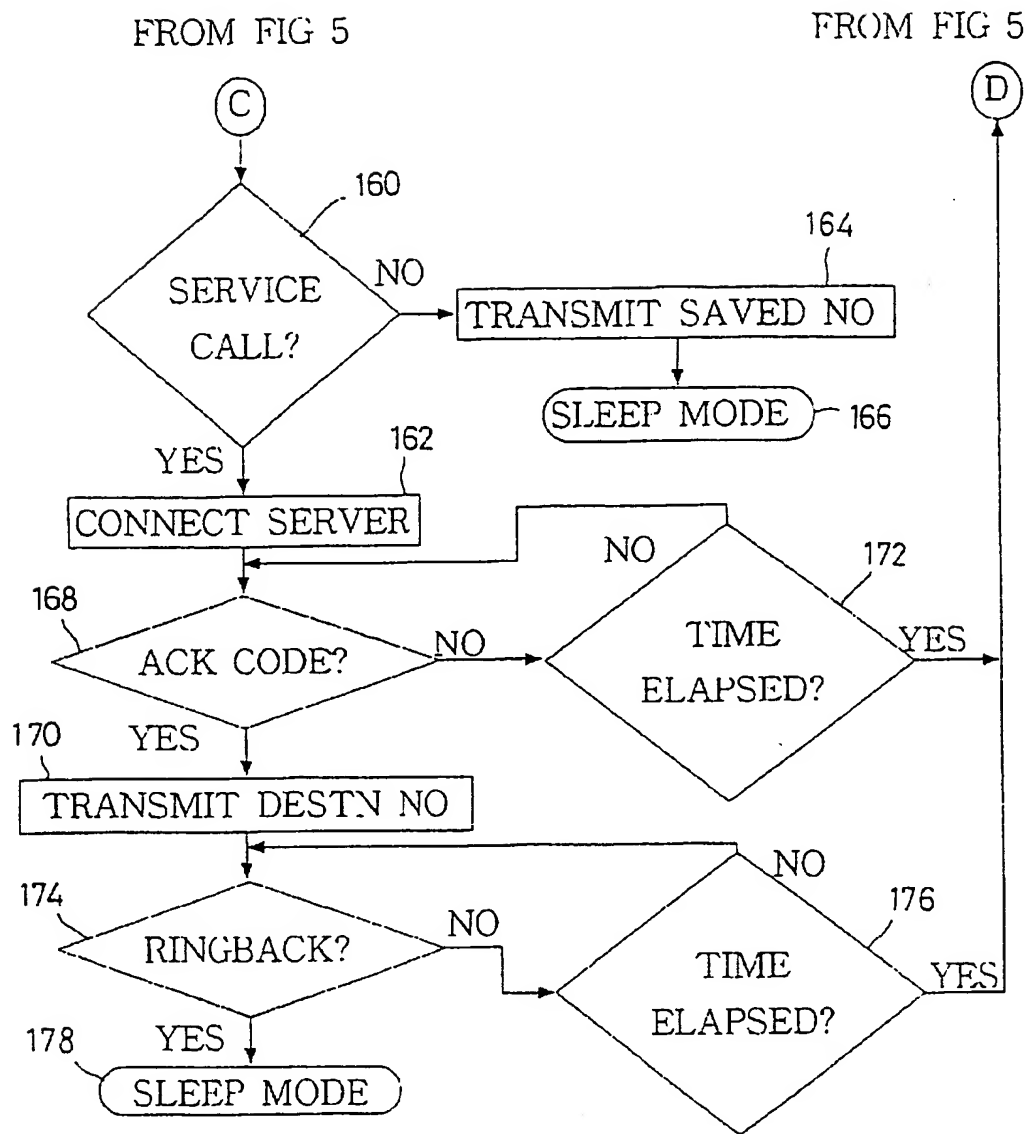 FROM FIG 5
FROM FIG 5
C
D
160
SERVICE
CALL?
NO
164
TRANSMIT SAVED NO
SLEEP MODE
166
YES
162
CONNECT SERVER
NO
172
168
ACK CODE?
NO
TIME
ELAPSED?
YES
YES
170
TRANSMIT DESTN NO
NO
174
RINGBACK?
NO
176
TIME
ELAPSED?
YES
YES
178
SLEEP MODE